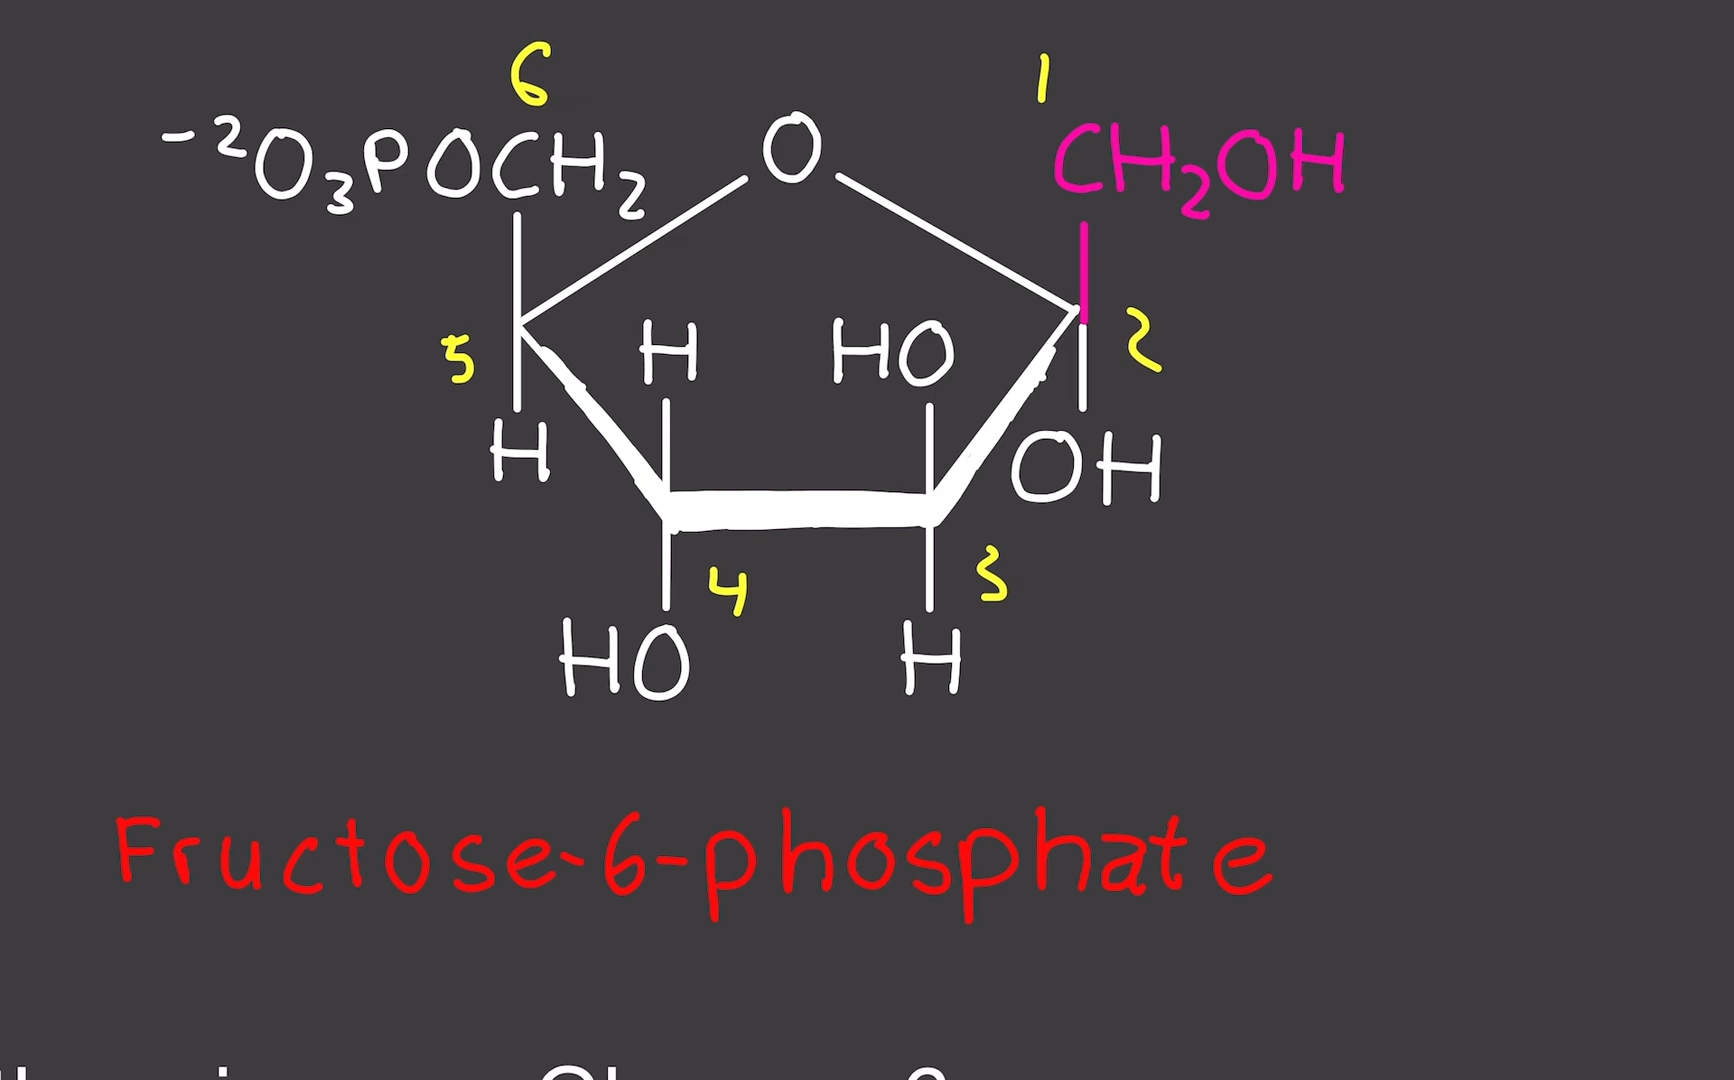 6 1
-2O3POCH2 O CH2OH
5 H HO 2
H OH
4 3
HO H
Fructose-6-phosphate